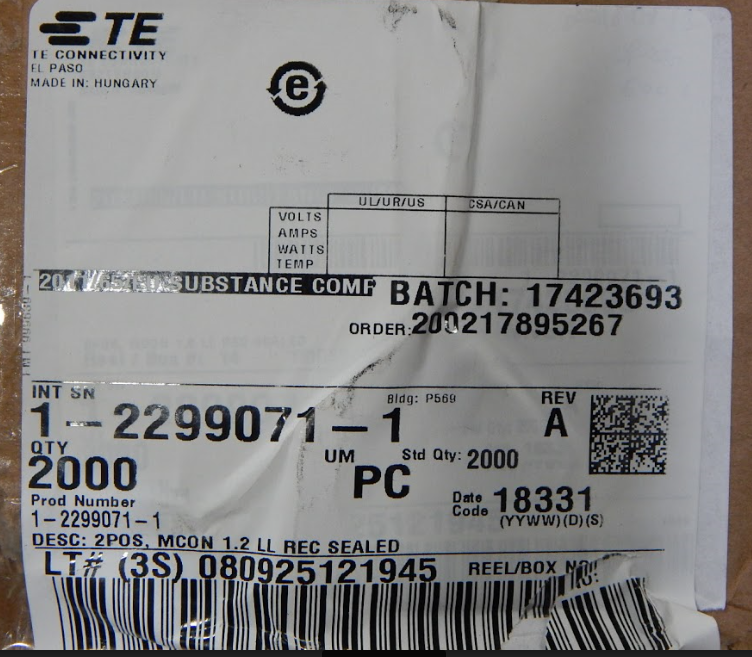 TE
TE CONNECTIVITY
EL PASO
MADE IN: HUNGARY
e
UL/UR/US CSA/CAN
VOLTS
AMPS
WATTS
TEMP
SUBSTANCE COMP
BATCH: 17423693
ORDER:200217895267
INT SN Bldg: P569 REV
1-2299071-1 A
QTY
2000 UM PC Std Qty: 2000
Prod Number
1-2299071-1
Date Code 18331
(YYWW)(D)(S)
DESC: 2POS, MCON 1.2 LL REC SEALED
LT# (3S) 080925121945 REEL/BOX